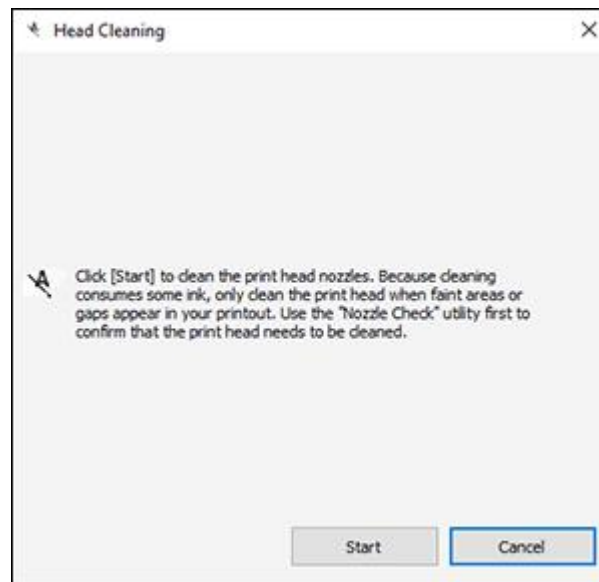 Head Cleaning
Click [Start] to clean the print head nozzles. Because cleaning
consumes some ink, only clean the print head when faint areas or
gaps appear in your printout. Use the "Nozzle Check" utility first to
confirm that the print head needs to be cleaned.
Start
Cancel